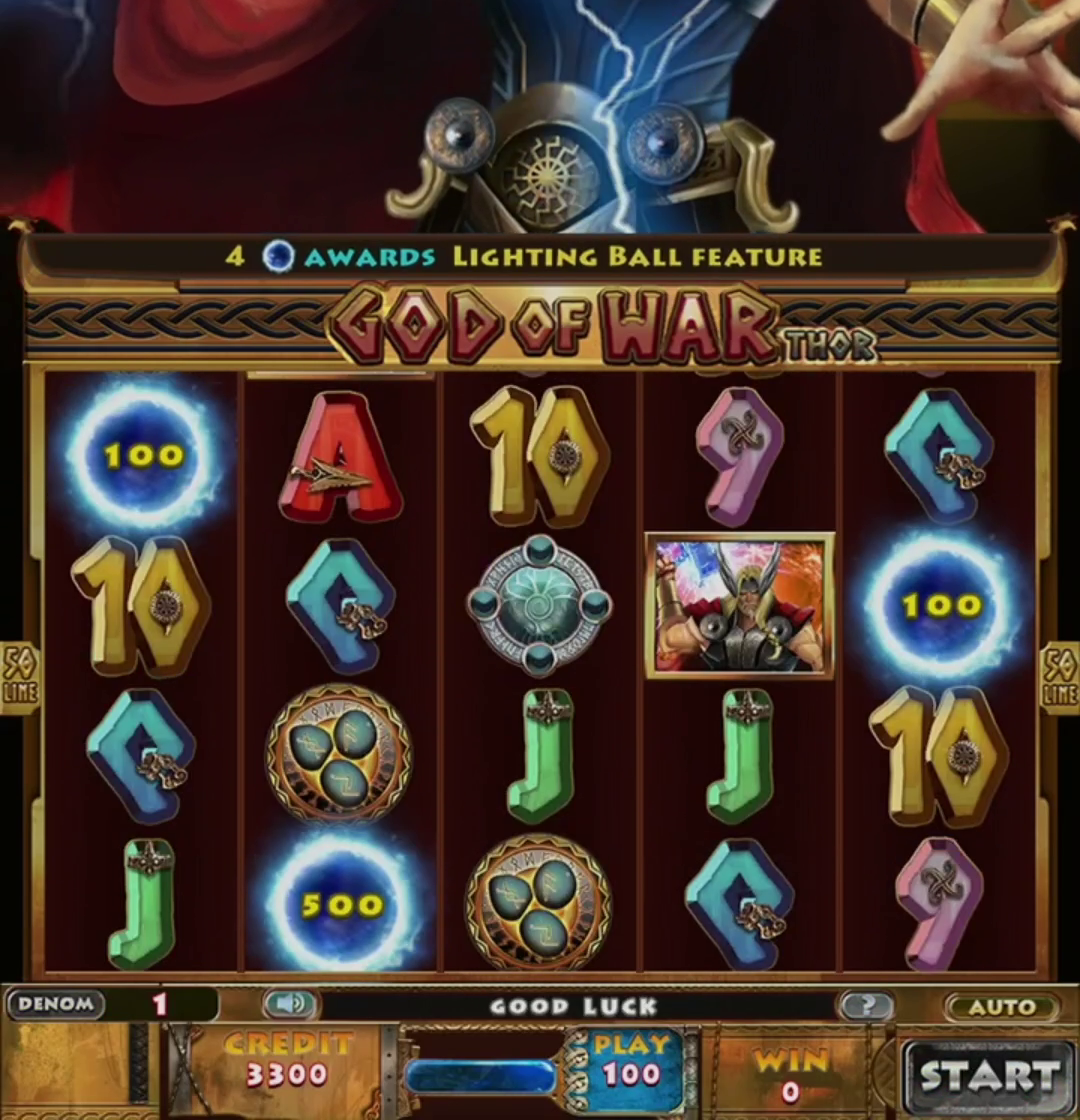 4 AWARDS LIGHTING BALL FEATURE
GOD OF WAR
THOR
100 A 10 9 Q
10 Q 100
Q J J 10
J 500 Q 9
50 LINE
50 LINE
DENOM 1 GOOD LUCK ? AUTO
CREDIT PLAY WIN START
3300 100 0